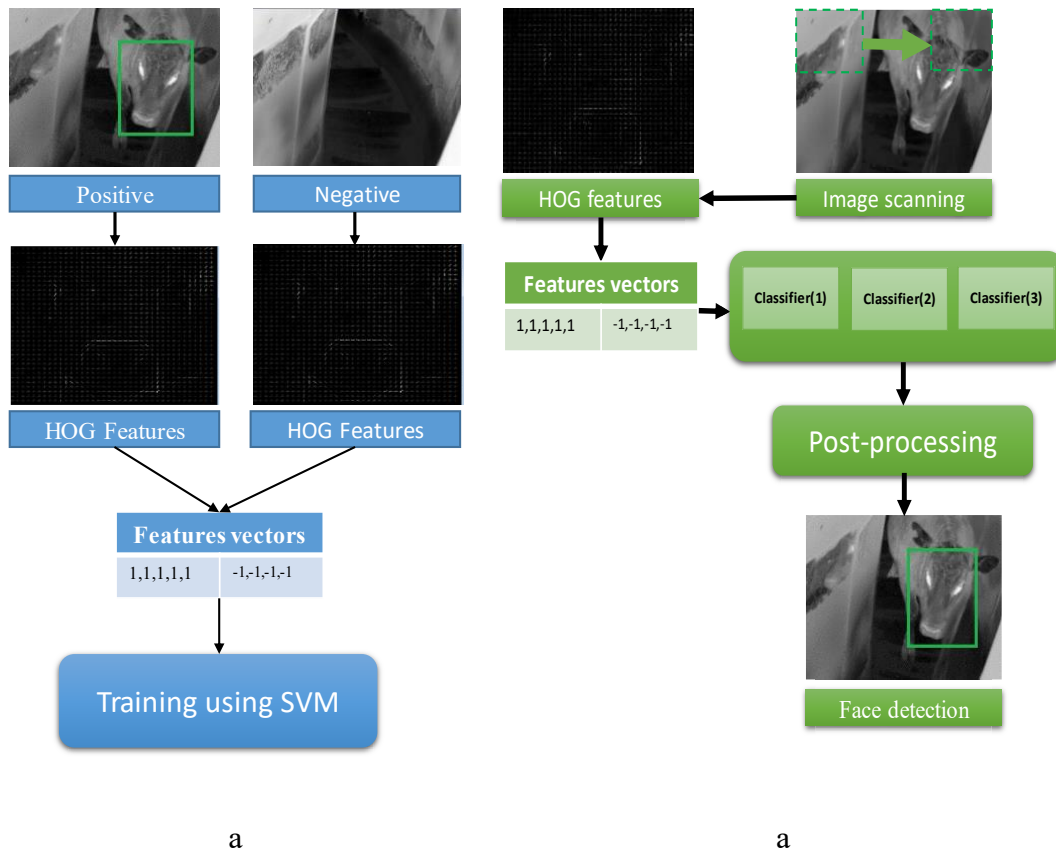 Positive
Negative
HOG Features
HOG Features
Features vectors
1,1,1,1,1
-1,-1,-1,-1
Training using SVM
a
Image scanning
HOG features
Features vectors
1,1,1,1,1
-1,-1,-1,-1
Classifier(1)
Classifier(2)
Classifier(3)
Post-processing
Face detection
a